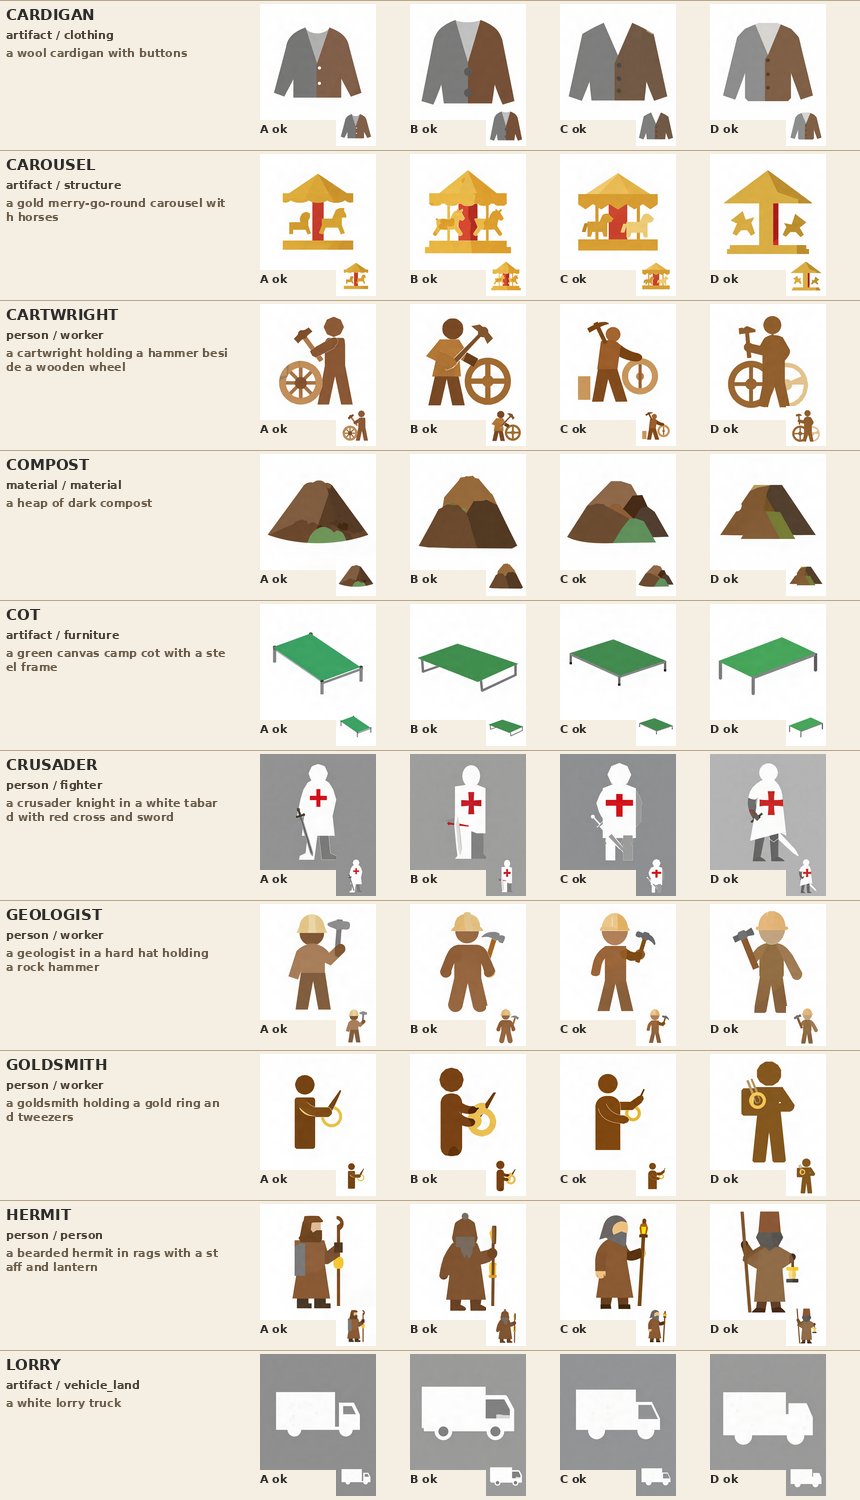 CARDIGAN
artifact / clothing
a wool cardigan with buttons
A ok
B ok
C ok
D ok
CAROUSEL
artifact / structure
a gold merry-go-round carousel wit
h horses
A ok
B ok
C ok
D ok
CARTWRIGHT
person / worker
a cartwright holding a hammer besi
de a wooden wheel
A ok
B ok
C ok
D ok
COMPOST
material / material
a heap of dark compost
A ok
B ok
C ok
D ok
COT
artifact / furniture
a green canvas camp cot with a ste
el frame
A ok
B ok
C ok
D ok
CRUSADER
person / fighter
a crusader knight in a white tabar
d with red cross and sword
A ok
B ok
C ok
D ok
GEOLOGIST
person / worker
a geologist in a hard hat holding
a rock hammer
A ok
B ok
C ok
D ok
GOLDSMITH
person / worker
a goldsmith holding a gold ring an
d tweezers
A ok
B ok
C ok
D ok
HERMIT
person / person
a bearded hermit in rags with a st
aff and lantern
A ok
B ok
C ok
D ok
LORRY
artifact / vehicle_land
a white lorry truck
A ok
B ok
C ok
D ok